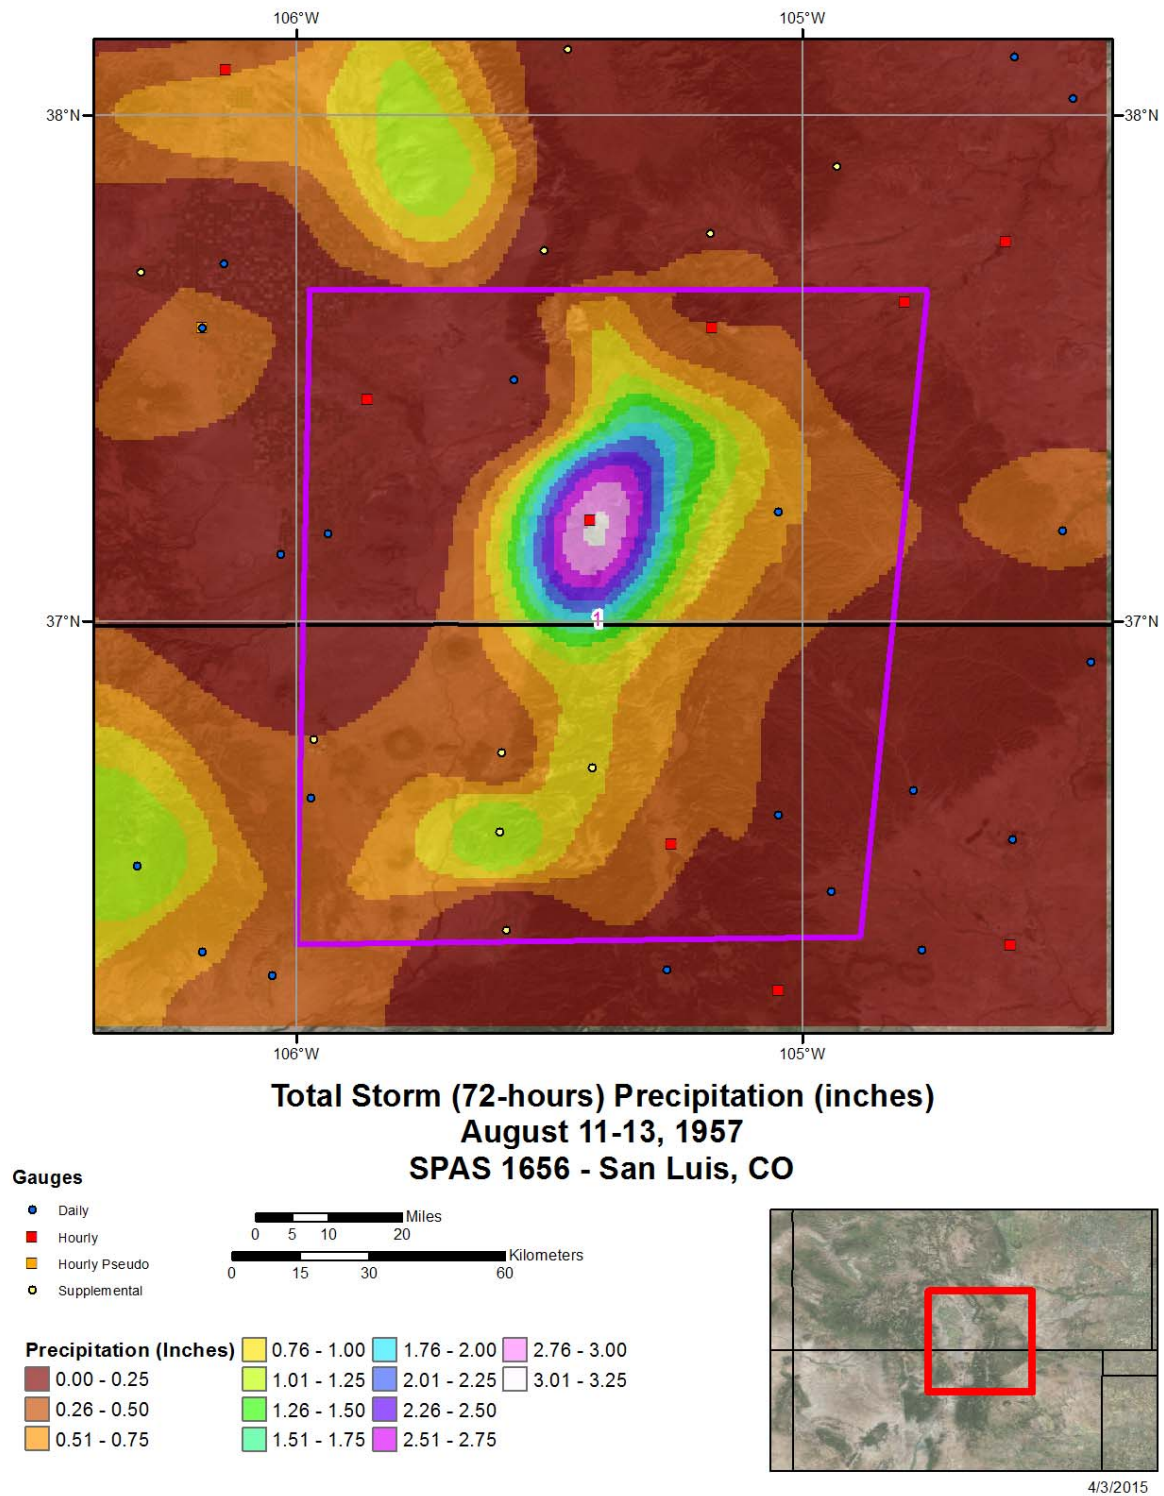 106°W 105°W
38°N 38°N
37°N 37°N
1
106°W 105°W
Total Storm (72-hours) Precipitation (inches)
August 11-13, 1957
SPAS 1656 - San Luis, CO
Gauges
Daily
Hourly
Hourly Pseudo
Supplemental
Miles
0 5 10 20
Kilometers
0 15 30 60
Precipitation (Inches)
0.00 - 0.25
0.26 - 0.50
0.51 - 0.75
0.76 - 1.00
1.01 - 1.25
1.26 - 1.50
1.51 - 1.75
1.76 - 2.00
2.01 - 2.25
2.26 - 2.50
2.51 - 2.75
2.76 - 3.00
3.01 - 3.25
4/3/2015